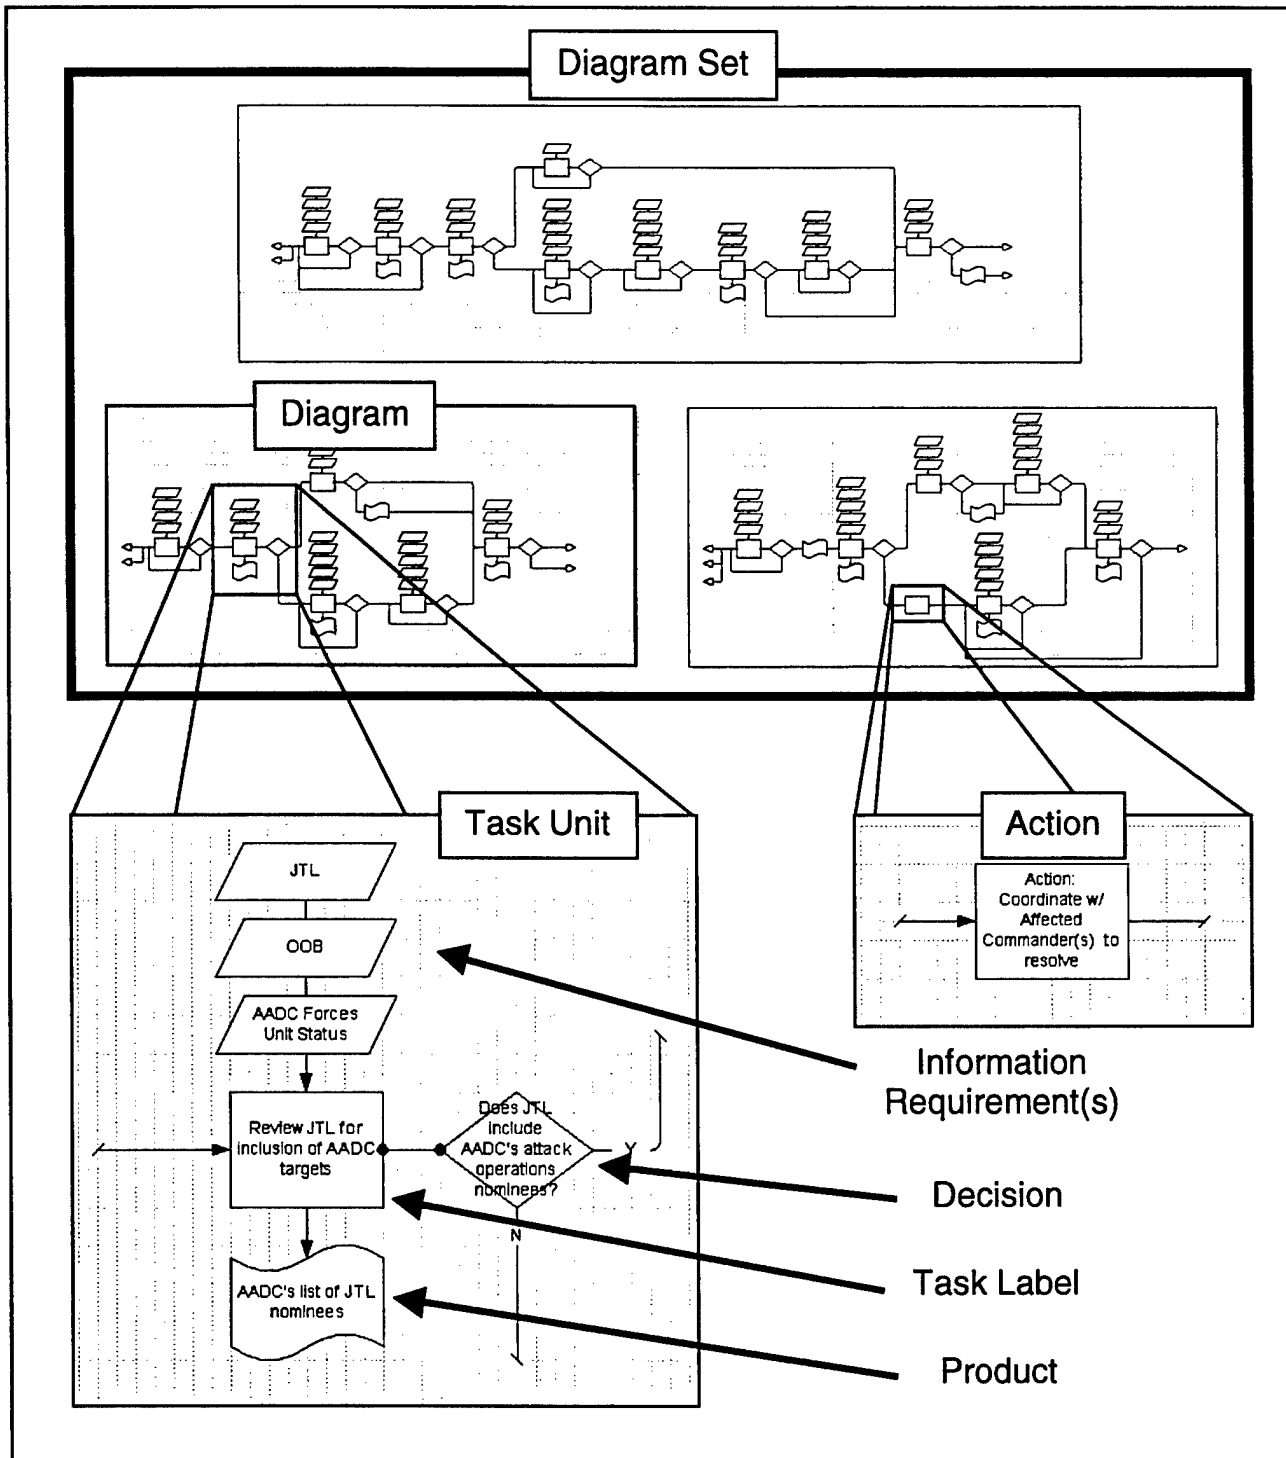 Diagram Set
Diagram
Task Unit
JTL
OOB
AADC Forces
Unit Status
Review JTL for
inclusion of AADC
targets
Does JTL
include
AADC's attack
operations
nominees?
Y
N
AADC's list of JTL
nominees
Action
Action:
Coordinate w/
Affected
Commander(s) to
resolve
Information
Requirement(s)
Decision
Task Label
Product